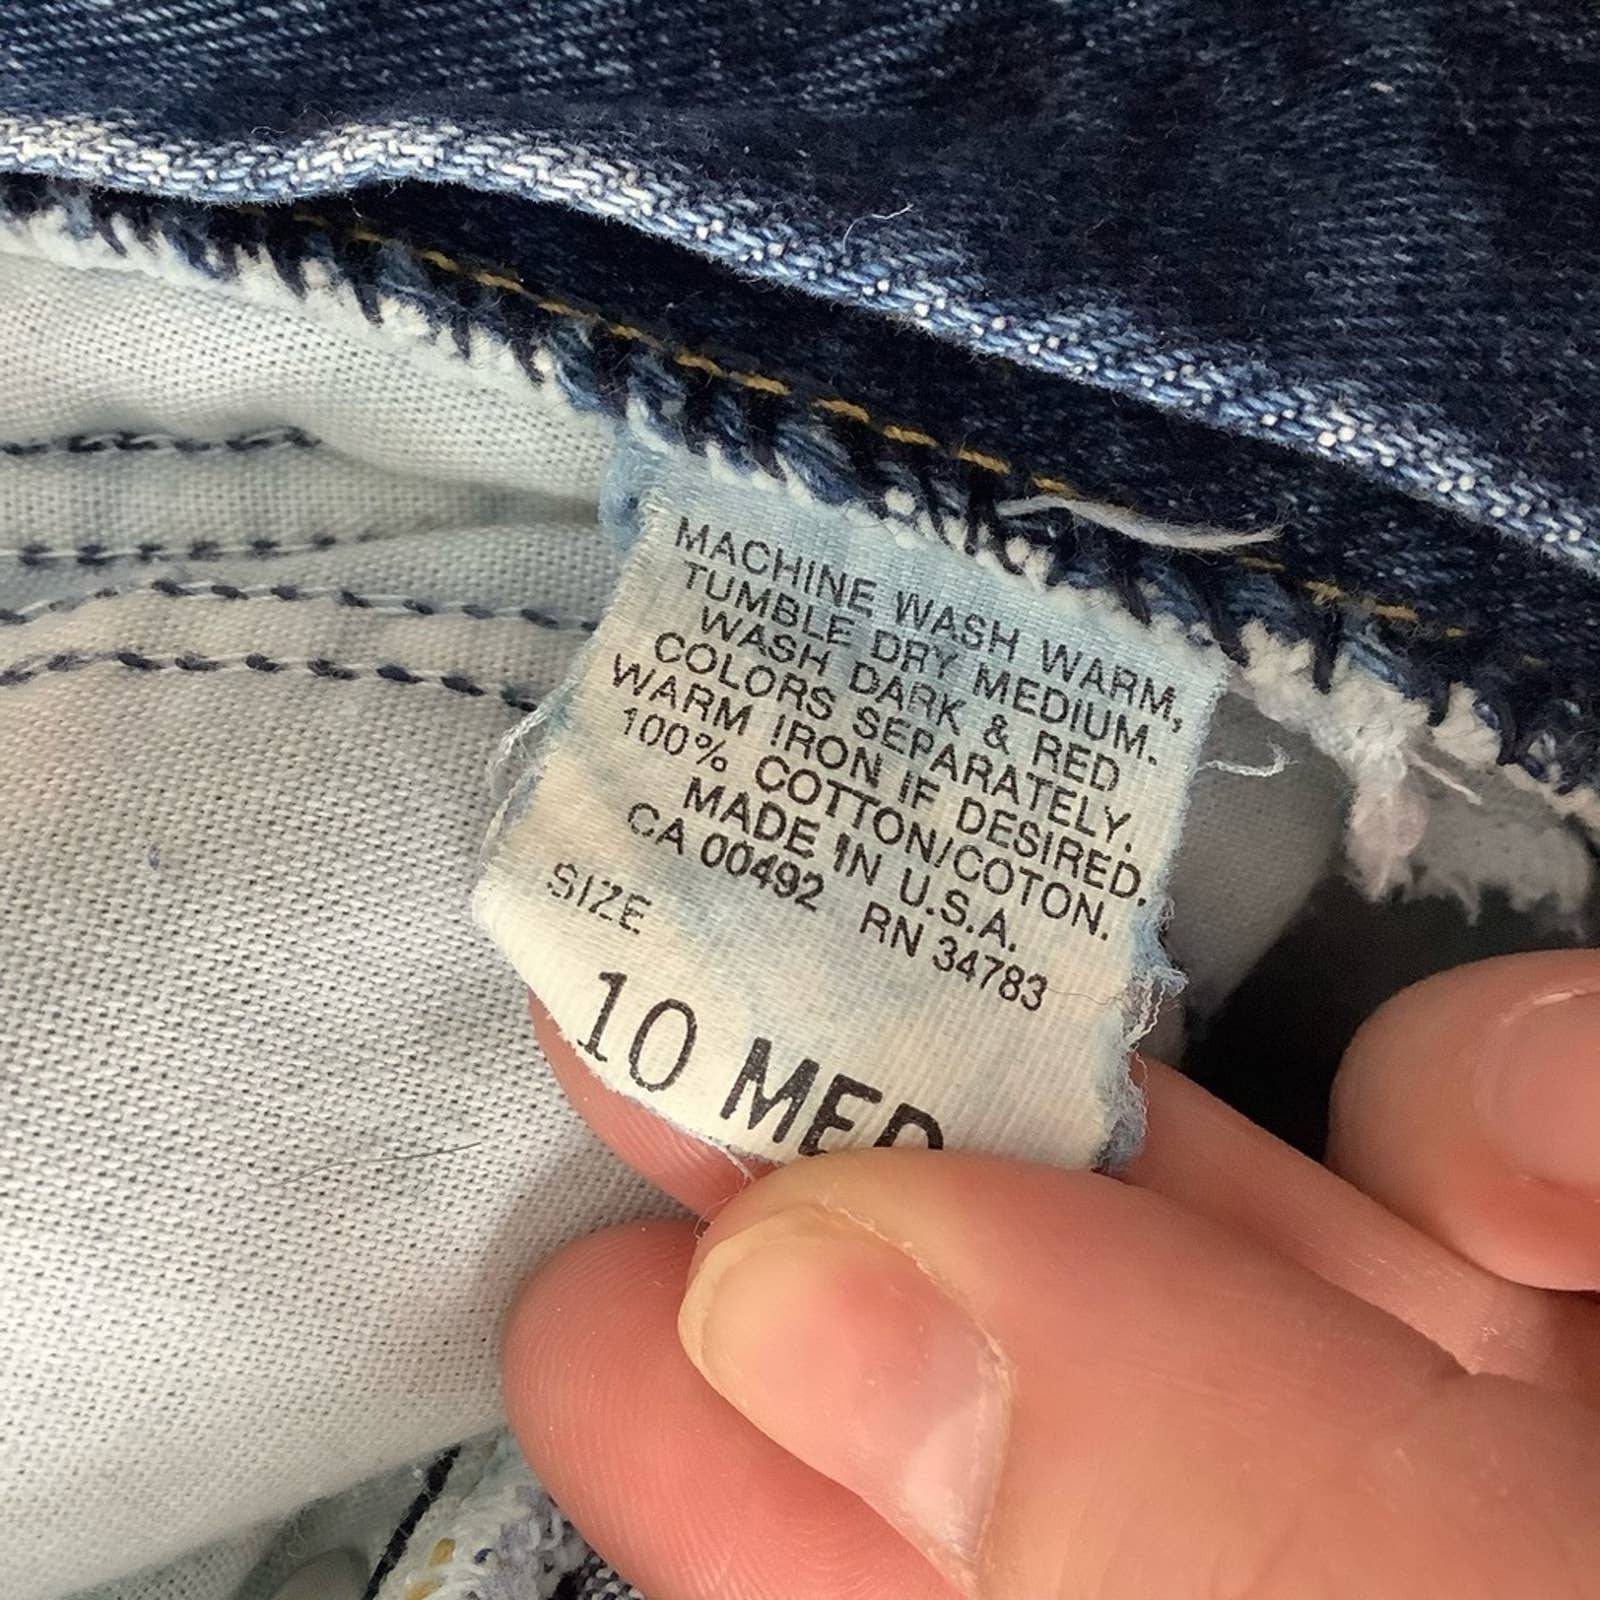 MACHINE WASH WARM,
TUMBLE DRY MEDIUM.
WASH DARK & RED
COLORS SEPARATELY.
WARM IRON IF DESIRED.
100% COTTON/COTON.
MADE IN U.S.A.
CA 00492 RN 34783
SIZE
10 MED